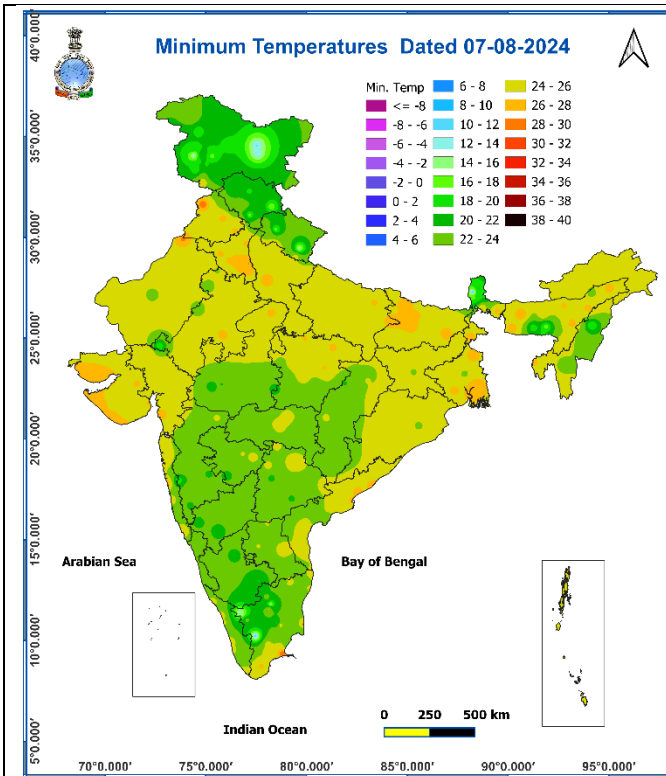 Minimum Temperatures Dated 07-08-2024
Min. Temp
<= -8
-8 - -6
-6 - -4
-4 - -2
-2 - 0
0 - 2
2 - 4
4 - 6
6 - 8
8 - 10
10 - 12
12 - 14
14 - 16
16 - 18
18 - 20
20 - 22
22 - 24
24 - 26
26 - 28
28 - 30
30 - 32
32 - 34
34 - 36
36 - 38
38 - 40
40°0.000'
35°0.000'
30°0.000'
25°0.000'
20°0.000'
15°0.000'
10°0.000'
5°0.000'
Arabian Sea
Bay of Bengal
Indian Ocean
0 250 500 km
70°0.000' 75°0.000' 80°0.000' 85°0.000' 90°0.000' 95°0.000'